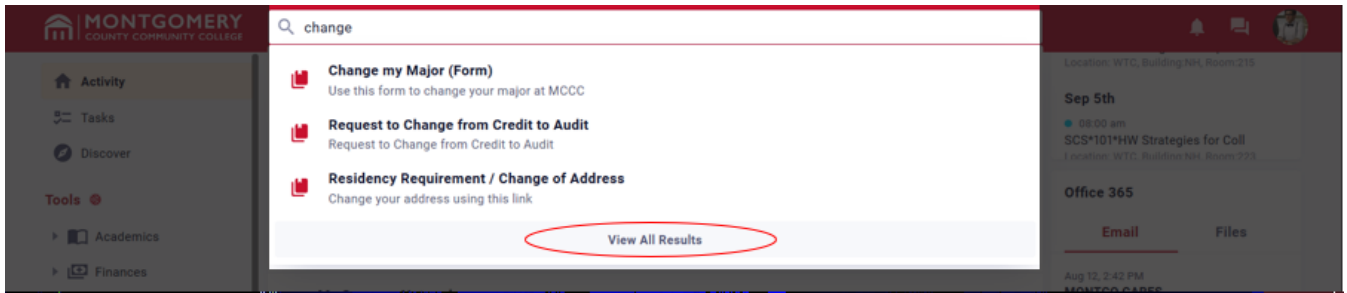 MONTGOMERY
COUNTY COMMUNITY COLLEGE
change
Change my Major (Form)
Use this form to change your major at MCCC
Request to Change from Credit to Audit
Request to Change from Credit to Audit
Residency Requirement / Change of Address
Change your address using this link
View All Results
Activity
Tasks
Discover
Tools
Academics
Finances
Location: WTC, Building:NH, Room:215
Sep 5th
08:00 am
SCS*101*HW Strategies for Coll
Location: WTC, Building:NH, Room:223
Office 365
Email Files
Aug 12, 2:42 PM
MONTCO CARES